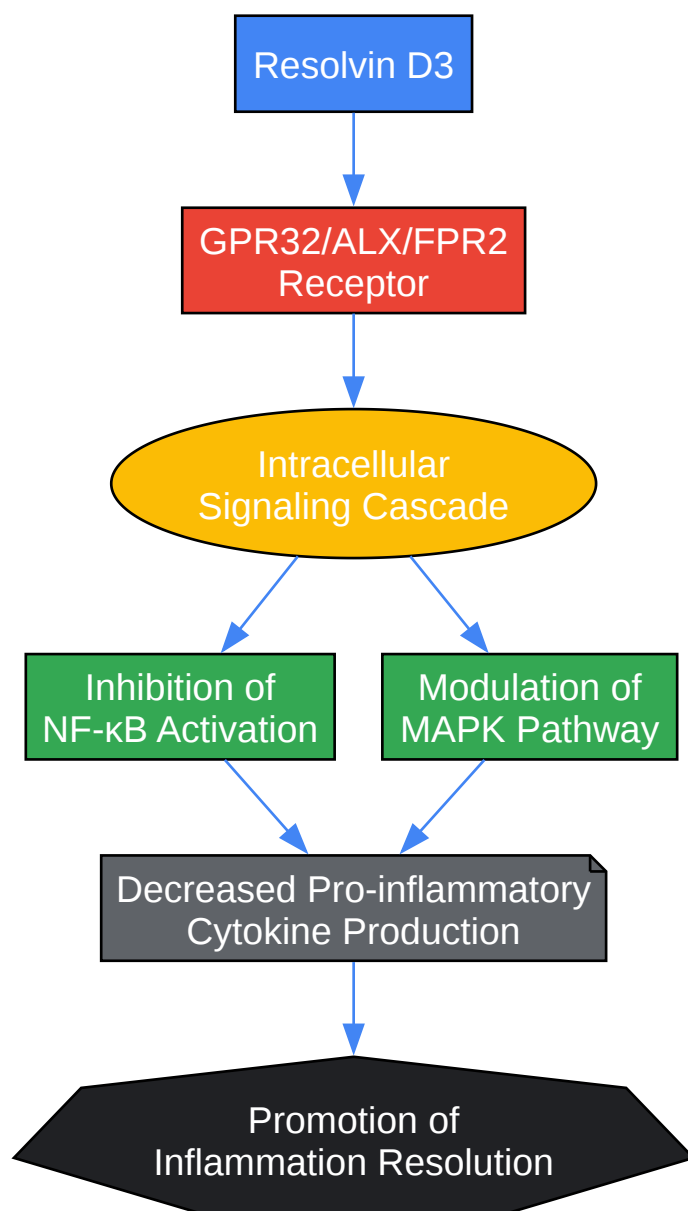 Resolvin D3
GPR32/ALX/FPR2
Receptor
Intracellular
Signaling Cascade
Inhibition of
NF-κB Activation
Modulation of
MAPK Pathway
Decreased Pro-inflammatory
Cytokine Production
Promotion of
Inflammation Resolution